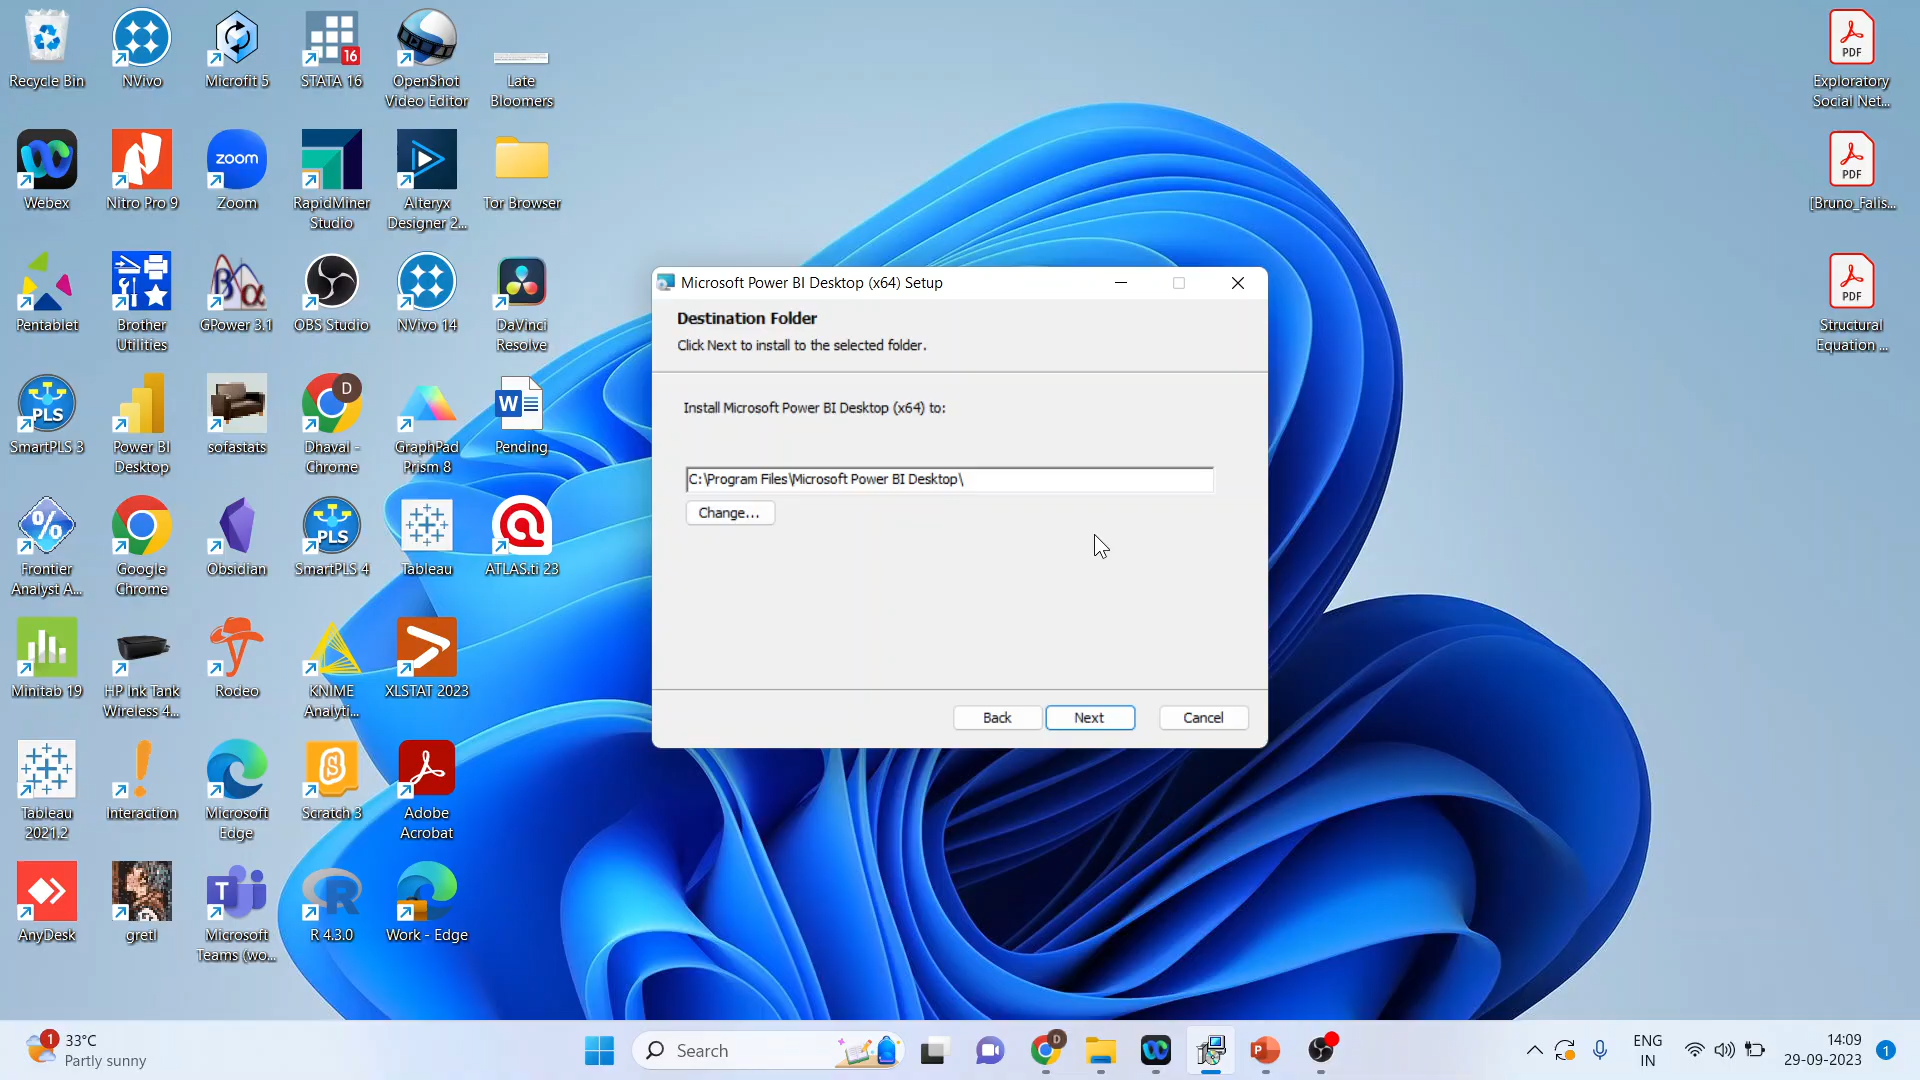 Recycle Bin
NVivo
Microfit 5
16
STATA 16
OpenShot
Video Editor
Late
Bloomers
PDF
Exploratory
Social Net...
Webex
Nitro Pro 9
zoom
Zoom
RapidMiner
Studio
Alteryx
Designer 2...
Tor Browser
PDF
[Bruno_Falis...
Pentablet
Brother
Utilities
GPower 3.1
OBS Studio
NVivo 14
DaVinci
Resolve
PDF
Structural
Equation ...
PLS
SmartPLS 3
Power BI
Desktop
sofastats
D
Dhaval -
Chrome
GraphPad
Prism 8
W
Pending
Frontier
Analyst A...
Google
Chrome
Obsidian
PLS
SmartPLS 4
Tableau
ATLAS.ti 23
Minitab 19
HP Ink Tank
Wireless 4...
Rodeo
KNIME
Analyti...
XLSTAT 2023
Tableau
2021.2
Interaction
Microsoft
Edge
Scratch 3
Adobe
Acrobat
AnyDesk
gretl
T
Microsoft
Teams (wo...
R
R 4.3.0
Work - Edge
Microsoft Power BI Desktop (x64) Setup
Destination Folder
Click Next to install to the selected folder.
Install Microsoft Power BI Desktop (x64) to:
C:\Program Files\Microsoft Power BI Desktop\
Change...
Back
Next
Cancel
1
33°C
Partly sunny
Search
D
P
ENG
IN
14:09
29-09-2023
1